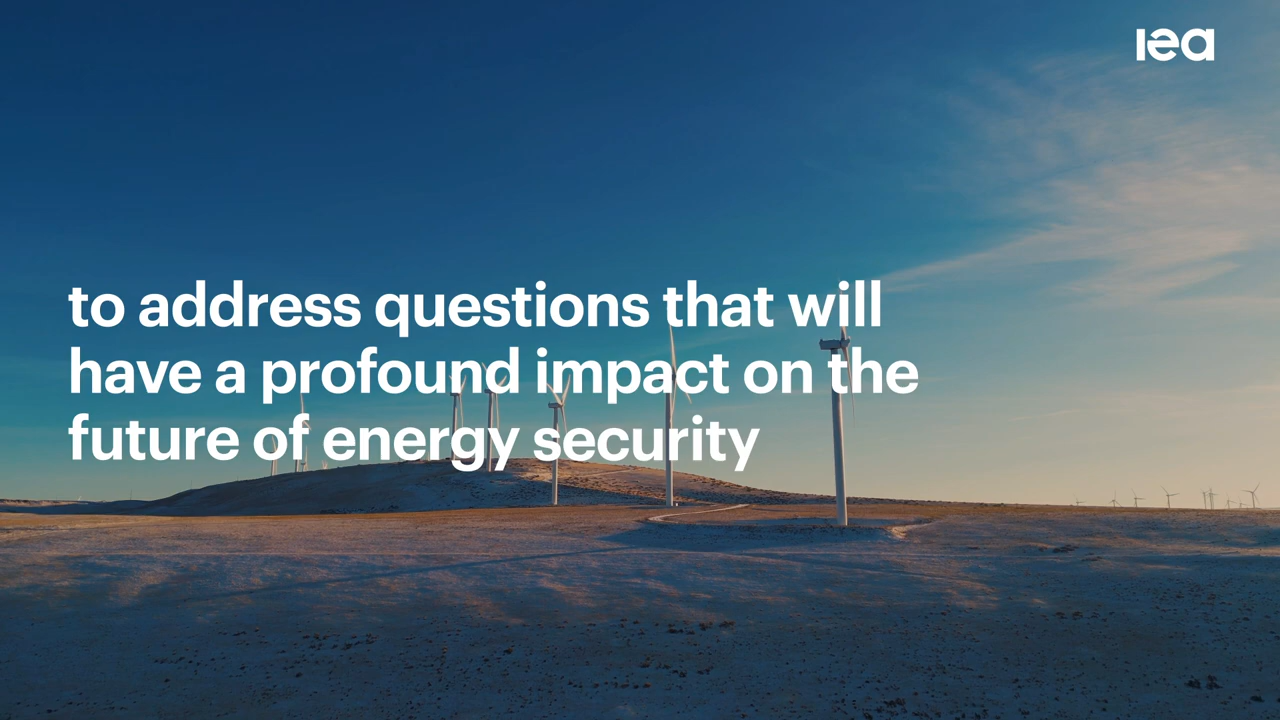 iea
to address questions that will
have a profound impact on the
future of energy security